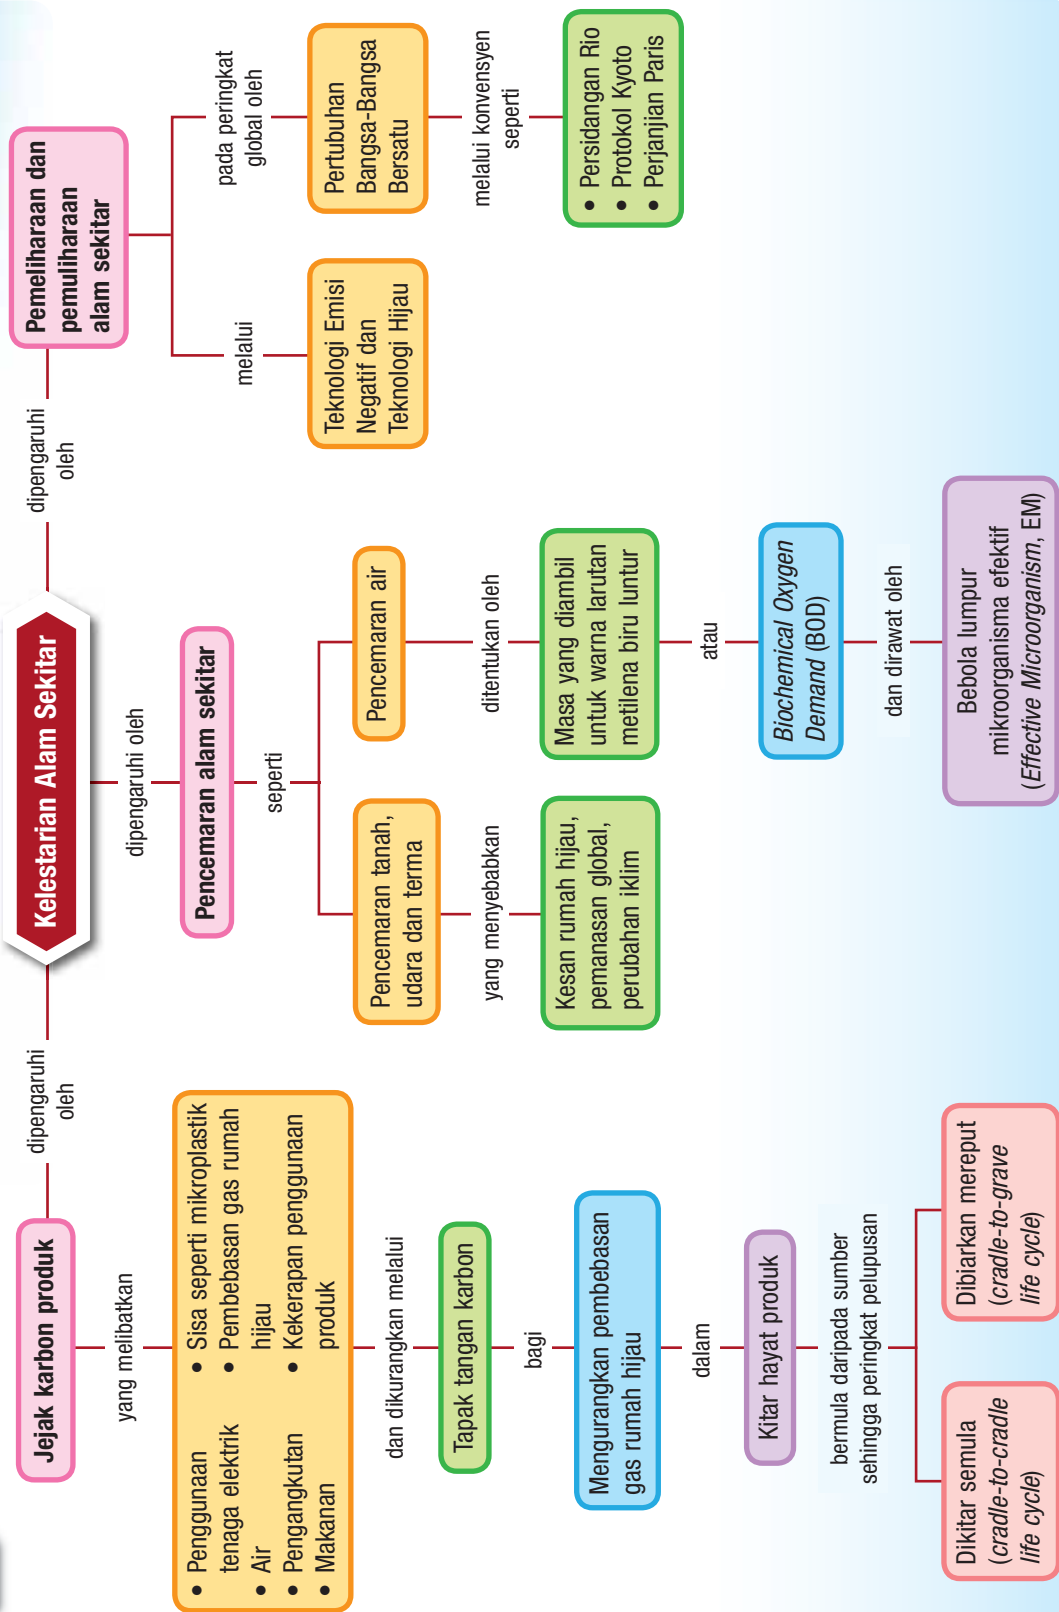 Kelestarian Alam Sekitar
dipengaruhi
oleh
Jejak karbon produk
yang melibatkan
• Penggunaan
tenaga elektrik
• Air
• Pengangkutan
• Makanan
• Sisa seperti mikroplastik
• Pembebasan gas rumah
hijau
• Kekerapan penggunaan
produk
dan dikurangkan melalui
Tapak tangan karbon
bagi
Mengurangkan pembebasan
gas rumah hijau
dalam
Kitar hayat produk
bermula daripada sumber
sehingga peringkat pelupusan
Dikitar semula
(cradle-to-cradle
life cycle)
Dibiarkan mereput
(cradle-to-grave
life cycle)
dipengaruhi oleh
Pencemaran alam sekitar
seperti
Pencemaran tanah,
udara dan terma
yang menyebabkan
Kesan rumah hijau,
pemanasan global,
perubahan iklim
Pencemaran air
ditentukan oleh
Masa yang diambil
untuk warna larutan
metilena biru luntur
atau
Biochemical Oxygen
Demand (BOD)
dan dirawat oleh
Bebola lumpur
mikroorganisma efektif
(Effective Microorganism, EM)
dipengaruhi
oleh
Pemeliharaan dan
pemuliharaan
alam sekitar
melalui
Teknologi Emisi
Negatif dan
Teknologi Hijau
pada peringkat
global oleh
Pertubuhan
Bangsa-Bangsa
Bersatu
melalui konvensyen
seperti
• Persidangan Rio
• Protokol Kyoto
• Perjanjian Paris